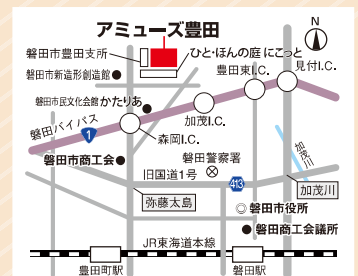 アミューズ豊田
N
磐田市豊田支所
ひと・ほんの庭 にこっと
磐田市新造形創造館
豊田東I.C.
見付I.C.
磐田市民文化会館 かたりあ
加茂I.C.
磐田バイパス
1
森岡I.C.
加茂川
磐田市商工会
磐田警察署
旧国道1号
413
加茂川
弥藤太島
磐田市役所
磐田商工会議所
JR東海道本線
豊田町駅
磐田駅